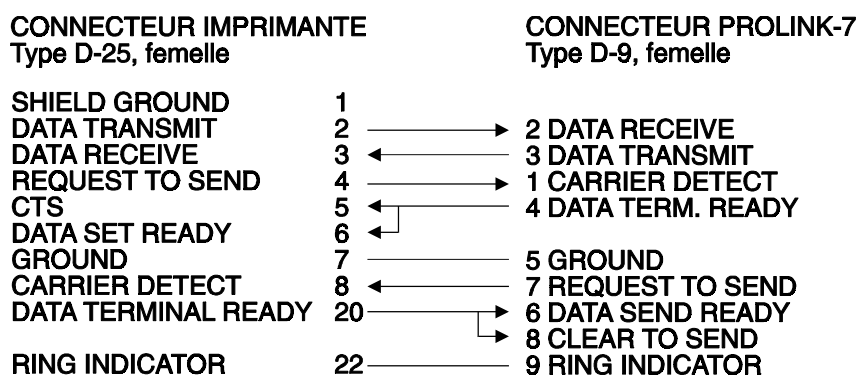 CONNECTEUR IMPRIMANTE CONNECTEUR PROLINK-7
Type D-25, femelle Type D-9, femelle
SHIELD GROUND 1
DATA TRANSMIT 2 2 DATA RECEIVE
DATA RECEIVE 3 3 DATA TRANSMIT
REQUEST TO SEND 4 1 CARRIER DETECT
CTS 5 4 DATA TERM. READY
DATA SET READY 6
GROUND 7 5 GROUND
CARRIER DETECT 8 7 REQUEST TO SEND
DATA TERMINAL READY 20 6 DATA SEND READY
8 CLEAR TO SEND
RING INDICATOR 22 9 RING INDICATOR